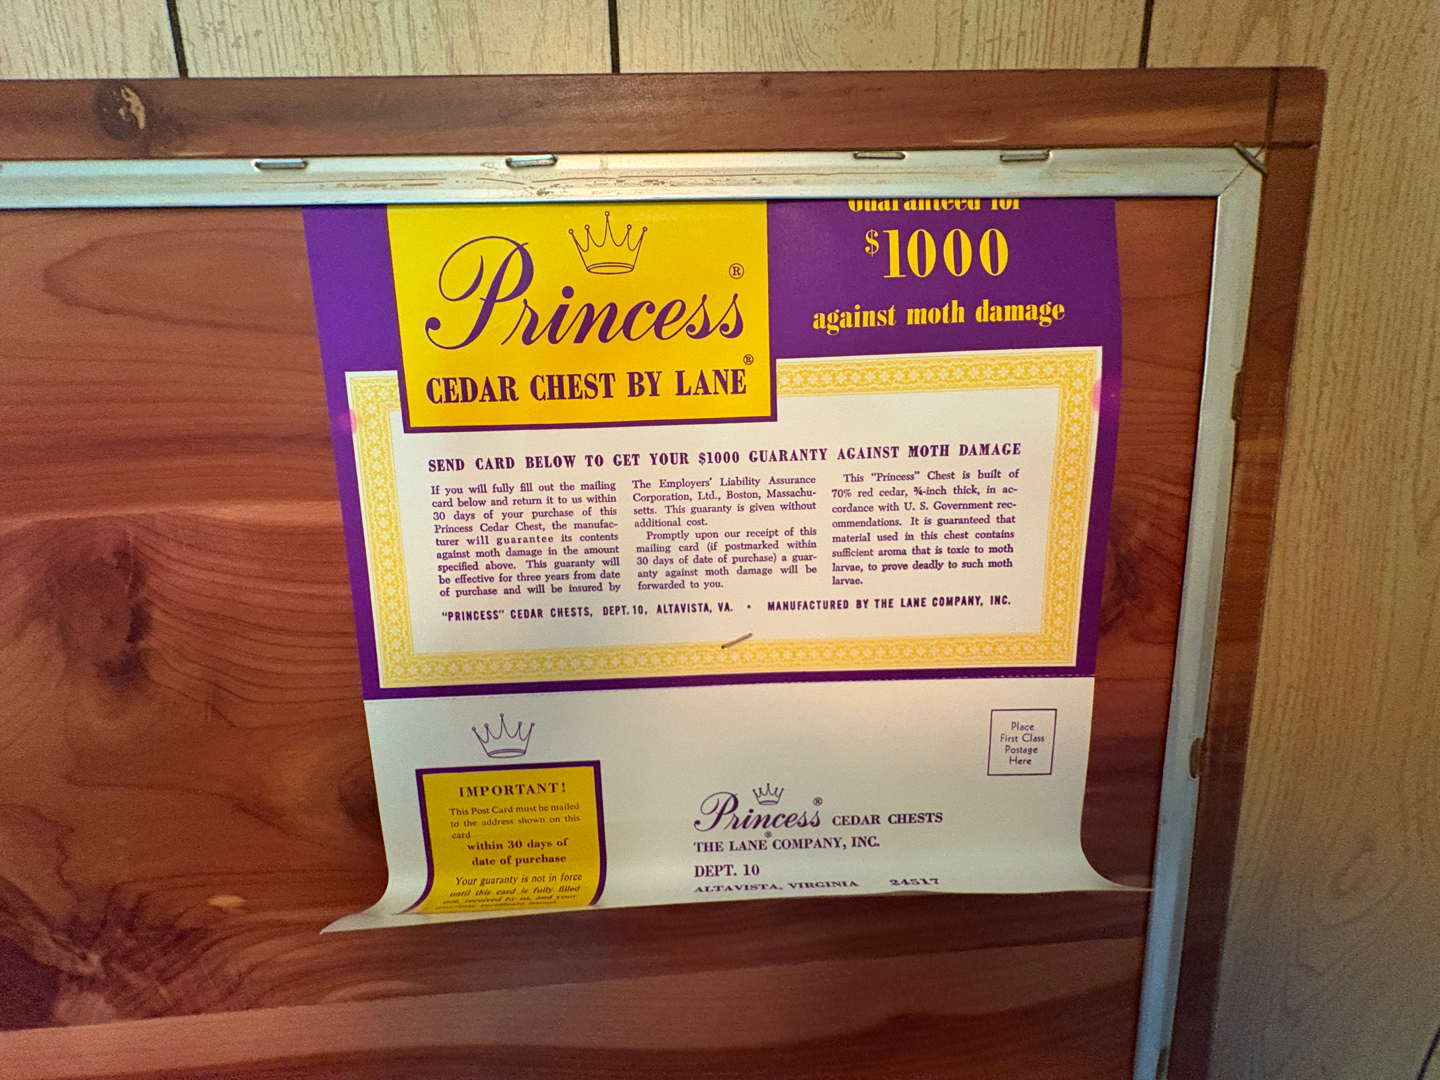 Guaranteed for
$1000
against moth damage
Princess®
CEDAR CHEST BY LANE®
SEND CARD BELOW TO GET YOUR $1000 GUARANTY AGAINST MOTH DAMAGE
If you will fully fill out the mailing
card below and return it to us within
30 days of your purchase of this
Princess Cedar Chest, the manufac-
turer will guarantee its contents
against moth damage in the amount
specified above. This guaranty will
be effective for three years from date
of purchase and will be insured by
The Employers' Liability Assurance
Corporation, Ltd., Boston, Massachu-
setts. This guaranty is given without
additional cost.
Promptly upon our receipt of this
mailing card (if postmarked within
30 days of date of purchase) a guar-
anty against moth damage will be
forwarded to you.
This "Princess" Chest is built of
70% red cedar, ¾-inch thick, in ac-
cordance with U. S. Government rec-
ommendations. It is guaranteed that
material used in this chest contains
sufficient aroma that is toxic to moth
larvae, to prove deadly to such moth
larvae.
"PRINCESS" CEDAR CHESTS, DEPT. 10, ALTAVISTA, VA. • MANUFACTURED BY THE LANE COMPANY, INC.
Place
First Class
Postage
Here
IMPORTANT!
This Post Card must be mailed
to the address shown on this
card
within 30 days of
date of purchase
Your guaranty is not in force
until this card is fully filled
out, received by us, and your
Princess® CEDAR CHESTS
THE LANE® COMPANY, INC.
DEPT. 10
ALTAVISTA, VIRGINIA 24517